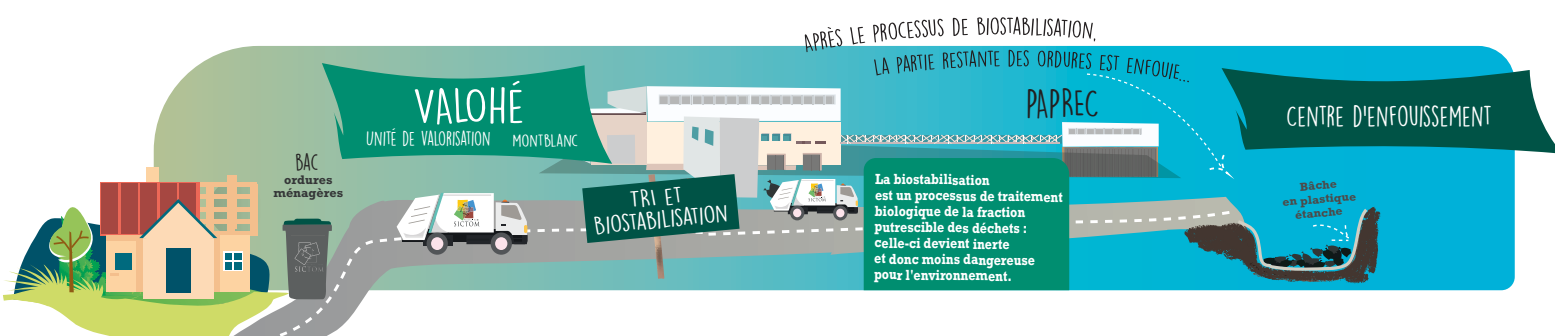 APRÈS LE PROCESSUS DE BIOSTABILISATION,
LA PARTIE RESTANTE DES ORDURES EST ENFOUIE...
VALOHÉ
UNITÉ DE VALORISATION MONTBLANC
PAPREC
CENTRE D'ENFOUISSEMENT
BAC
ordures
ménagères
SICTOM
SICTOM
TRI ET
BIOSTABILISATION
SICTOM
La biostabilisation
est un processus de traitement
biologique de la fraction
putrescible des déchets :
celle-ci devient inerte
et donc moins dangereuse
pour l'environnement.
Bâche
en plastique
étanche